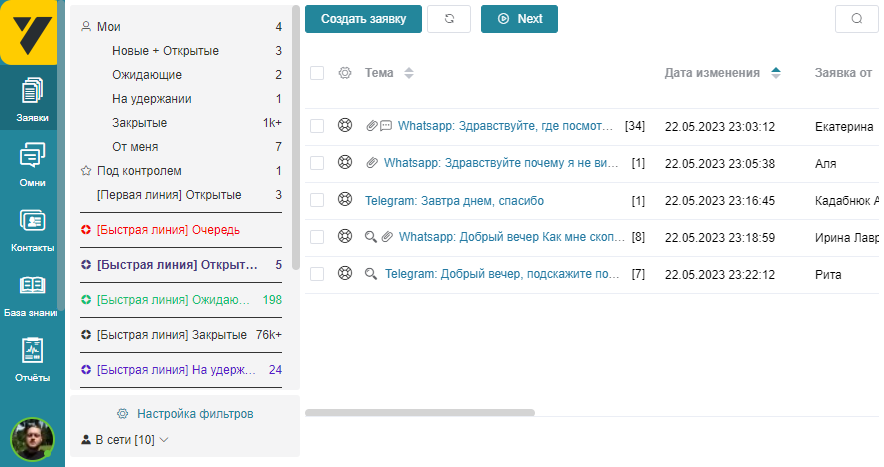 Заявки
Омни
Контакты
База знаний
Отчёты
Мои 4
Новые + Открытые 3
Ожидающие 2
На удержании 1
Закрытые 1k+
От меня 7
Под контролем 1
[Первая линия] Открытые 3
[Быстрая линия] Очередь
[Быстрая линия] Открыт... 5
[Быстрая линия] Ожидаю... 198
[Быстрая линия] Закрытые 76k+
[Быстрая линия] На удерж... 24
Настройка фильтров
В сети [10]
Создать заявку Next
Тема Дата изменения Заявка от
Whatsapp: Здравствуйте, где посмот... [34] 22.05.2023 23:03:12 Екатерина
Whatsapp: Здравствуйте почему я не ви... [1] 22.05.2023 23:05:38 Аля
Telegram: Завтра днем, спасибо [1] 22.05.2023 23:16:45 Кадабнюк А
Whatsapp: Добрый вечер Как мне скоп... [8] 22.05.2023 23:18:59 Ирина Лавр
Telegram: Добрый вечер, подскажите по... [7] 22.05.2023 23:22:12 Рита